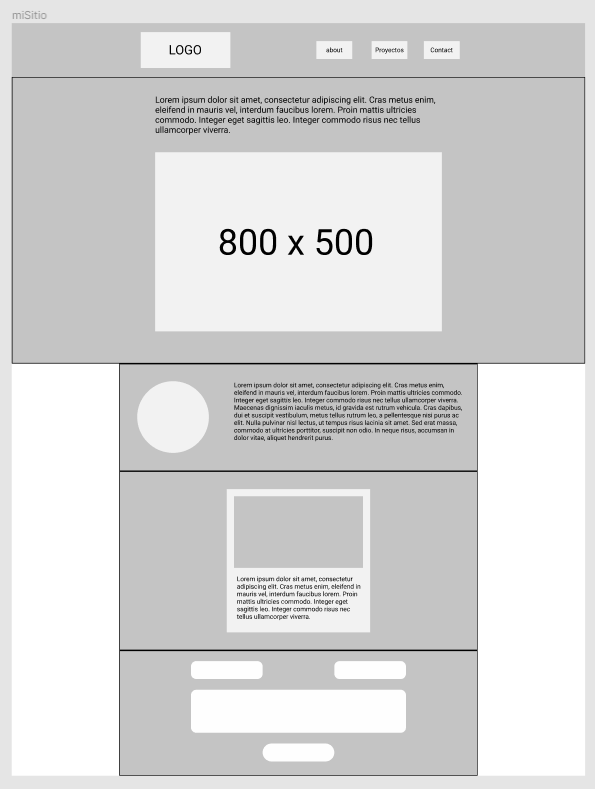 miSitio
LOGO
about
Proyectos
Contact
Lorem ipsum dolor sit amet, consectetur adipiscing elit. Cras metus enim,
eleifend in mauris vel, interdum faucibus lorem. Proin mattis ultricies
commodo. Integer eget sagittis leo. Integer commodo risus nec tellus
ullamcorper viverra.
800 x 500
Lorem ipsum dolor sit amet, consectetur adipiscing elit. Cras metus enim,
eleifend in mauris vel, interdum faucibus lorem. Proin mattis ultricies commodo.
Integer eget sagittis leo. Integer commodo risus nec tellus ullamcorper viverra.
Maecenas dignissim iaculis metus, id gravida est rutrum vehicula. Cras dapibus,
dui et suscipit vestibulum, metus tellus rutrum leo, a pellentesque nisi purus ac
elit. Nulla pulvinar nisl lectus, ut tempus risus lacinia sit amet. Sed erat massa,
commodo at ultricies porttitor, suscipit non odio. In neque risus, accumsan in
dolor vitae, aliquet hendrerit purus.
Lorem ipsum dolor sit amet, consectetur
adipiscing elit. Cras metus enim, eleifend in
mauris vel, interdum faucibus lorem. Proin
mattis ultricies commodo. Integer eget
sagittis leo. Integer commodo risus nec
tellus ullamcorper viverra.